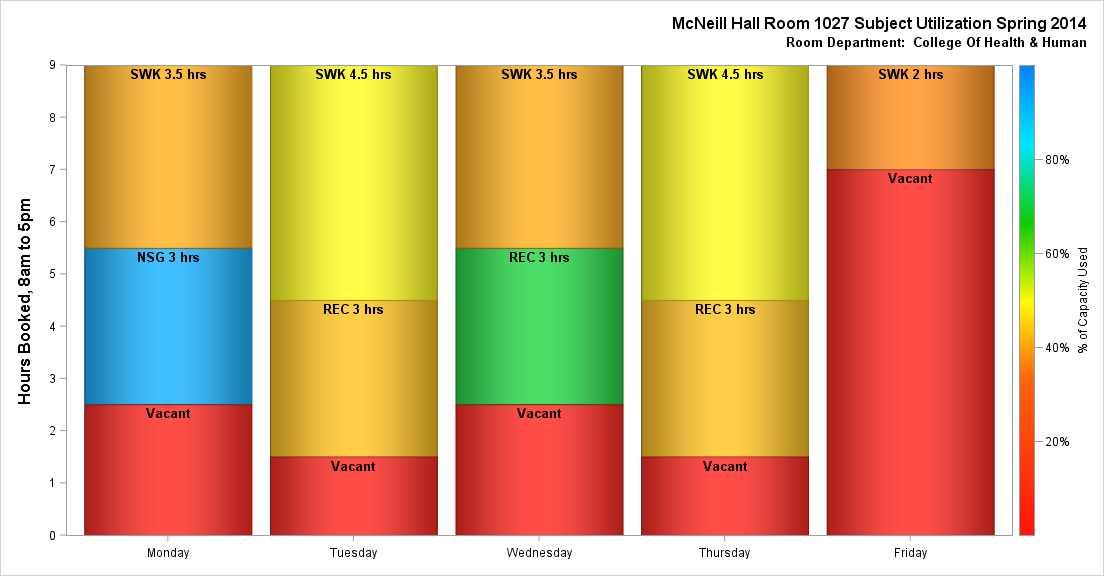 McNeill Hall Room 1027 Subject Utilization Spring 2014
Room Department:  College Of Health & Human
Hours Booked, 8am to 5pm
9
8
7
6
5
4
3
2
1
0
SWK 3.5 hrs
NSG 3 hrs
Vacant
SWK 4.5 hrs
REC 3 hrs
Vacant
SWK 3.5 hrs
REC 3 hrs
Vacant
SWK 4.5 hrs
REC 3 hrs
Vacant
SWK 2 hrs
Vacant
Monday
Tuesday
Wednesday
Thursday
Friday
80%
60%
40%
20%
% of Capacity Used